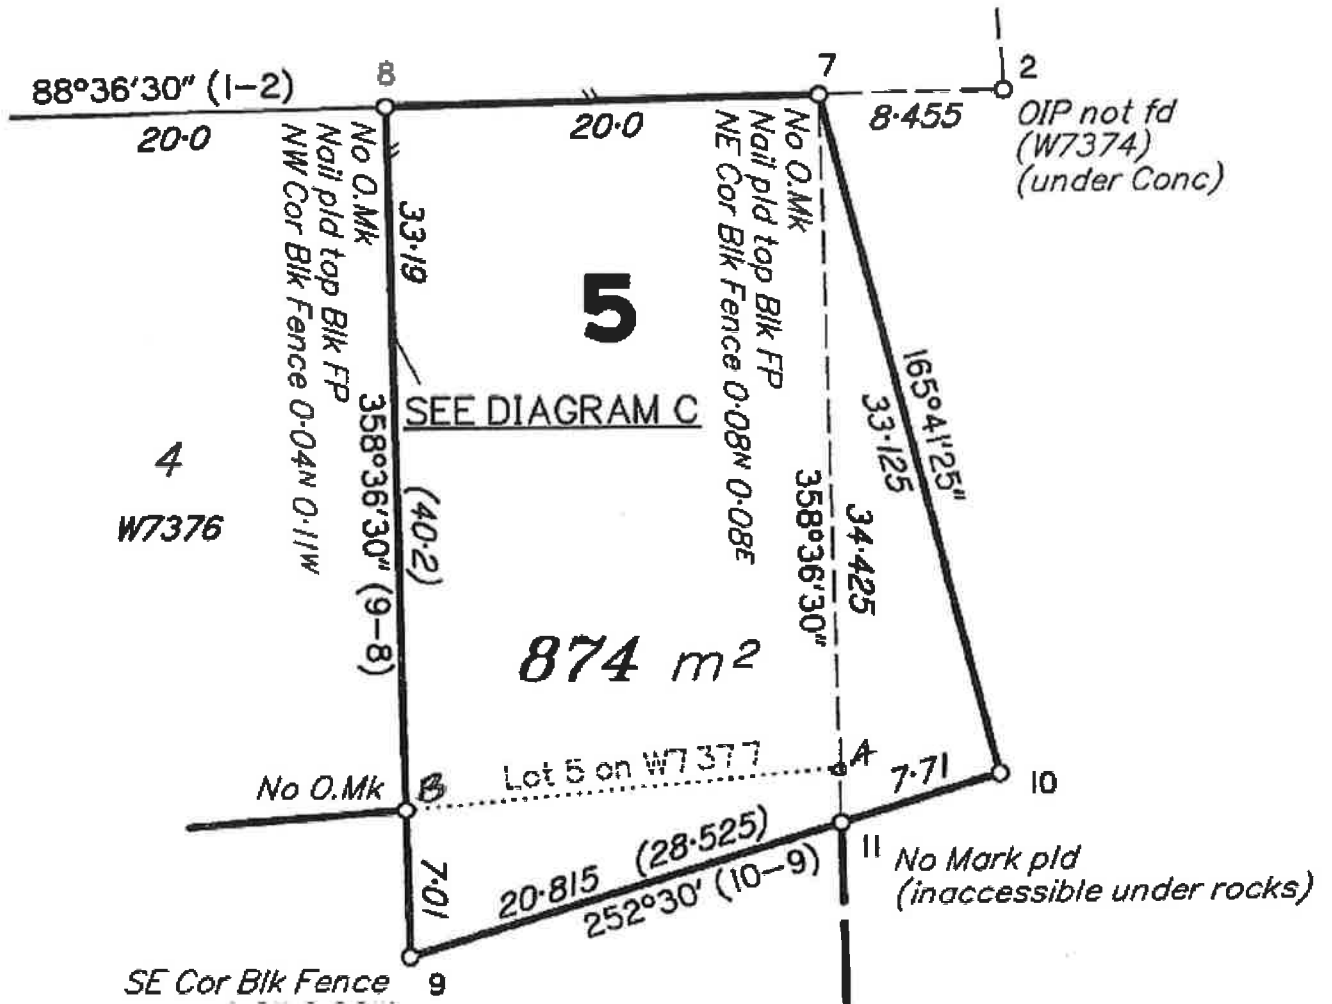 88°36'30" (1-2)
20·0
8
20·0
7
8·455
2
OIP not fd
(W7374)
(under Conc)
No O.Mk
Nail pld top Blk FP
NW Cor Blk Fence 0·04N 0·11W
33·19
5
No O.Mk
Nail pld top Blk FP
NE Cor Blk Fence 0·08N 0·08E
SEE DIAGRAM C
165°41'25"
33·125
4
W7376
358°36'30" (9-8)
(40·2)
358°36'30"
34·425
874 m²
No O.Mk
B
Lot 5 on W7377
A
7·71
10
11
No Mark pld
(inaccessible under rocks)
7·01
20·815 (28·525)
252°30' (10-9)
SE Cor Blk Fence
9